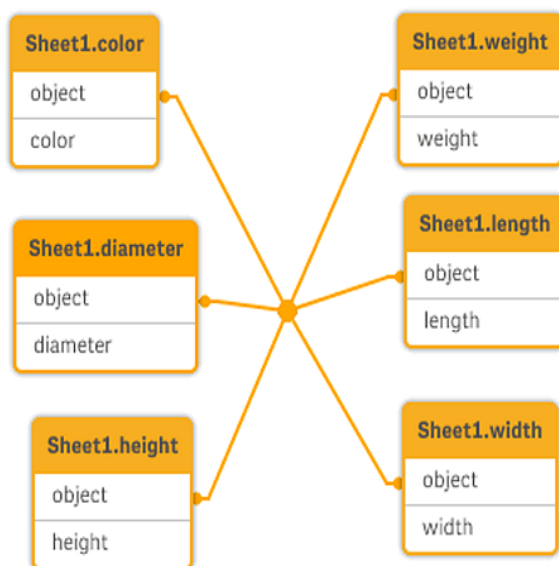 Sheet1.color
object
color
Sheet1.diameter
object
diameter
Sheet1.height
object
height
Sheet1.weight
object
weight
Sheet1.length
object
length
Sheet1.width
object
width